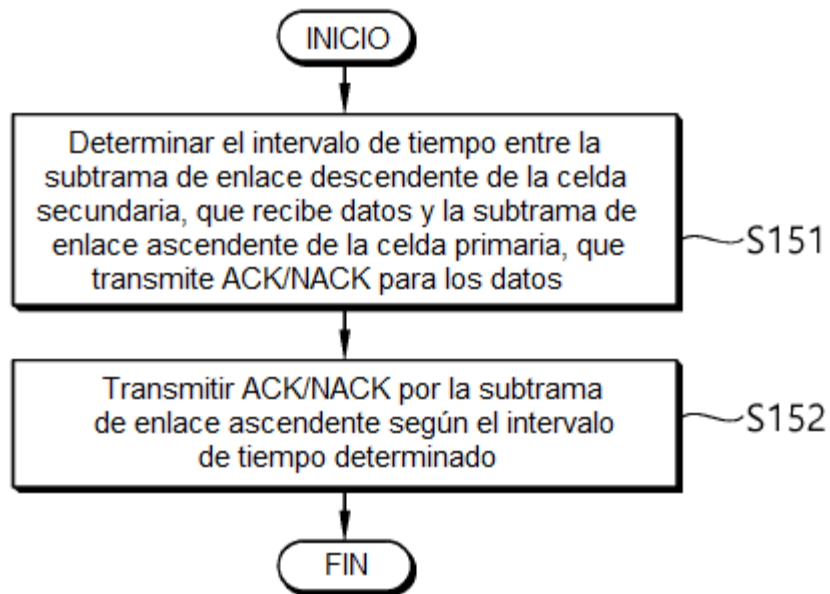 INICIO
Determinar el intervalo de tiempo entre la
subtrama de enlace descendente de la celda
secundaria, que recibe datos y la subtrama de
enlace ascendente de la celda primaria, que
transmite ACK/NACK para los datos
S151
Transmitir ACK/NACK por la subtrama
de enlace ascendente según el intervalo
de tiempo determinado
S152
FIN